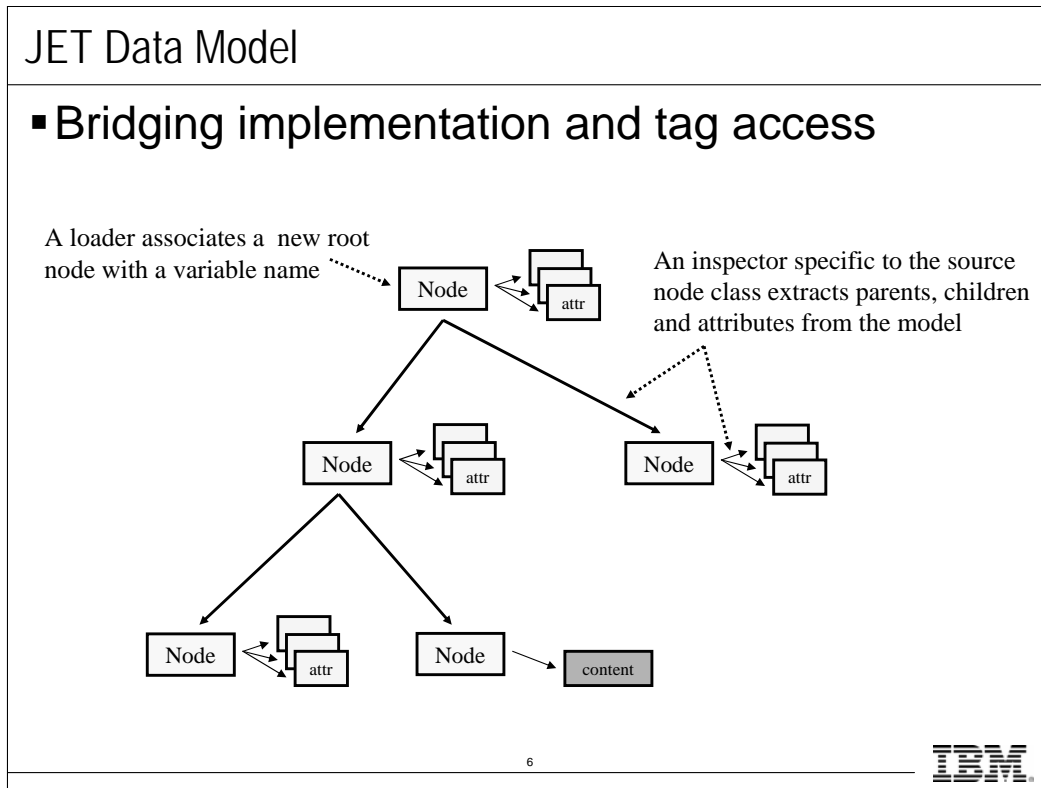 JET Data Model
▪Bridging implementation and tag access
A loader associates a  new root
node with a variable name
An inspector specific to the source
node class extracts parents, children
and attributes from the model
Node
attr
Node
attr
Node
attr
Node
attr
Node
content
6
IBM.